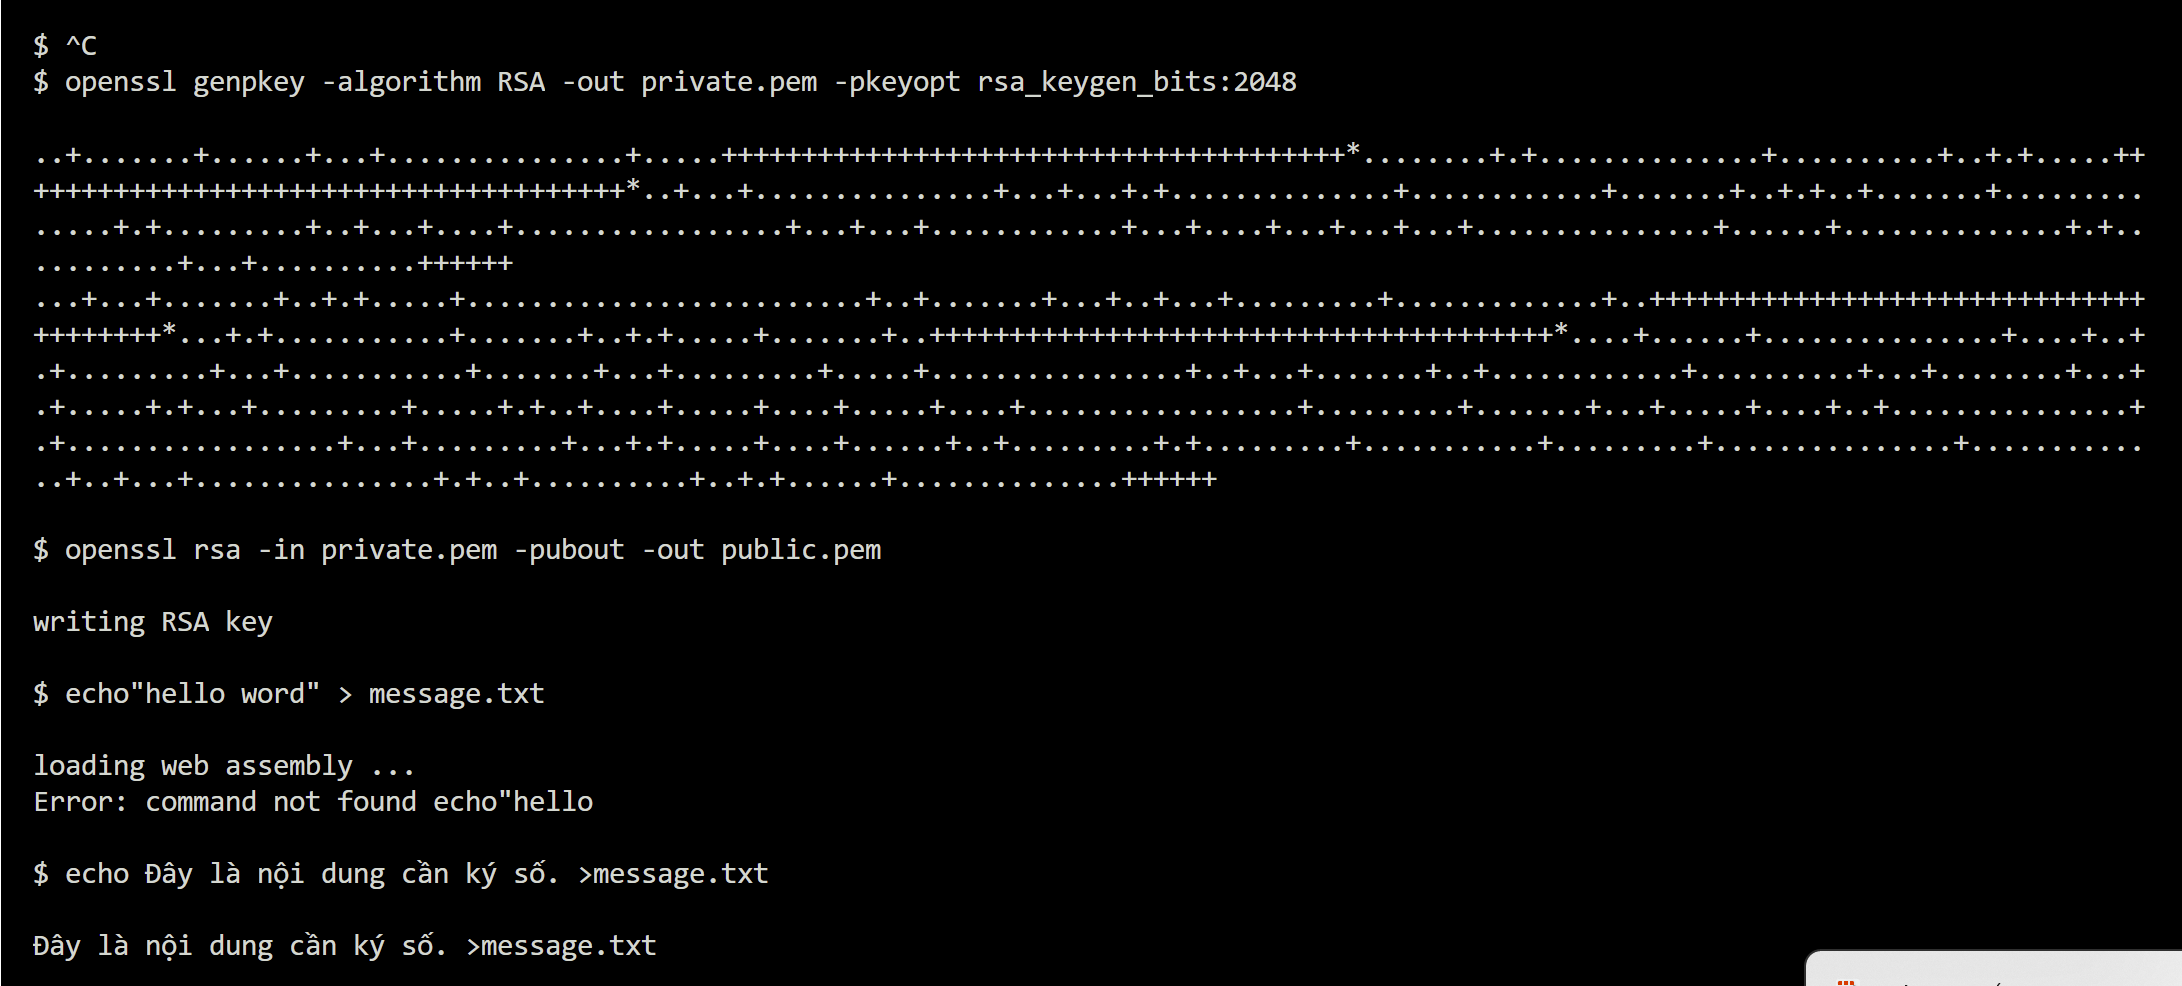 $ ^C
$ openssl genpkey -algorithm RSA -out private.pem -pkeyopt rsa_keygen_bits:2048
..+.......+......+...+...............+.....+++++++++++++++++++++++++++++++++++++++*........+.+..............+..........+..+.+.....++
+++++++++++++++++++++++++++++++++++++*..+...+...............+...+...+.+..............+............+.......+..+.+..+.......+.........
.....+.+.........+..+...+....+.................+...+...+............+...+....+...+...+...+...............+......+..............+.+..
.........+...+..........++++++
...+...+.......+..+.+.....+.........................+..+.......+...+..+...+.........+.............+..+++++++++++++++++++++++++++++++
++++++++*...+.+...........+.......+..+.+.....+.......+..+++++++++++++++++++++++++++++++++++++++*....+......+...............+....+..+
.+.........+...+...........+.......+...+.........+.....+................+..+...+.......+..+............+..........+...+........+...+
.+.....+.+...+.........+.....+.+..+....+.....+....+.....+....+.................+.........+.......+...+.....+....+..+...............+
.+.................+...+.........+...+.+.....+....+......+..+.........+.+.........+...........+.........+...............+...........
..+..+...+...............+.+..+..........+..+.+......+..............++++++
$ openssl rsa -in private.pem -pubout -out public.pem
writing RSA key
$ echo"hello word" > message.txt
loading web assembly ...
Error: command not found echo"hello
$ echo Đây là nội dung cần ký số. >message.txt
Đây là nội dung cần ký số. >message.txt